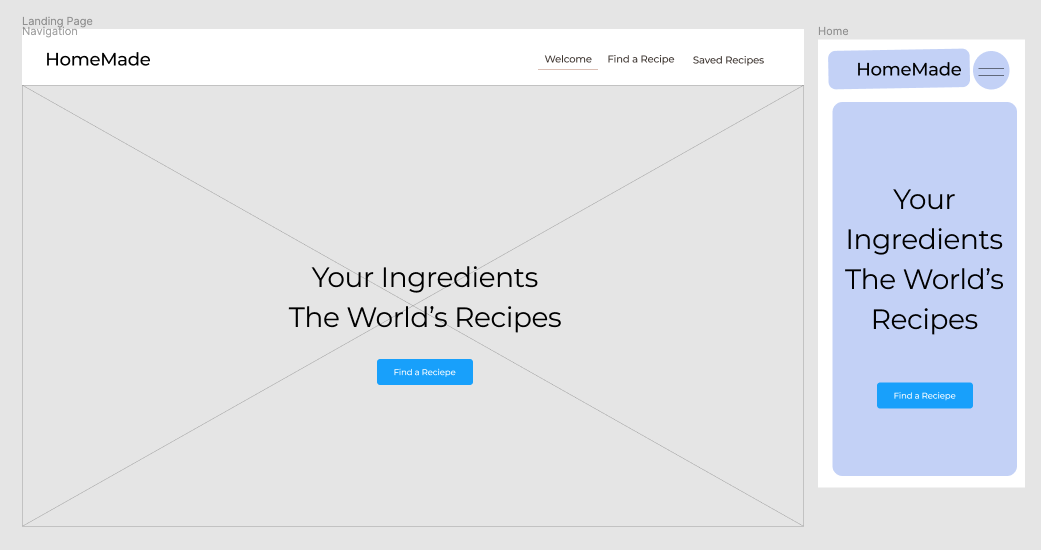 Landing Page
Navigation
HomeMade
Welcome Find a Recipe Saved Recipes
Your Ingredients
The World's Recipes
Find a Reciepe
Home
HomeMade
Your
Ingredients
The World's
Recipes
Find a Reciepe